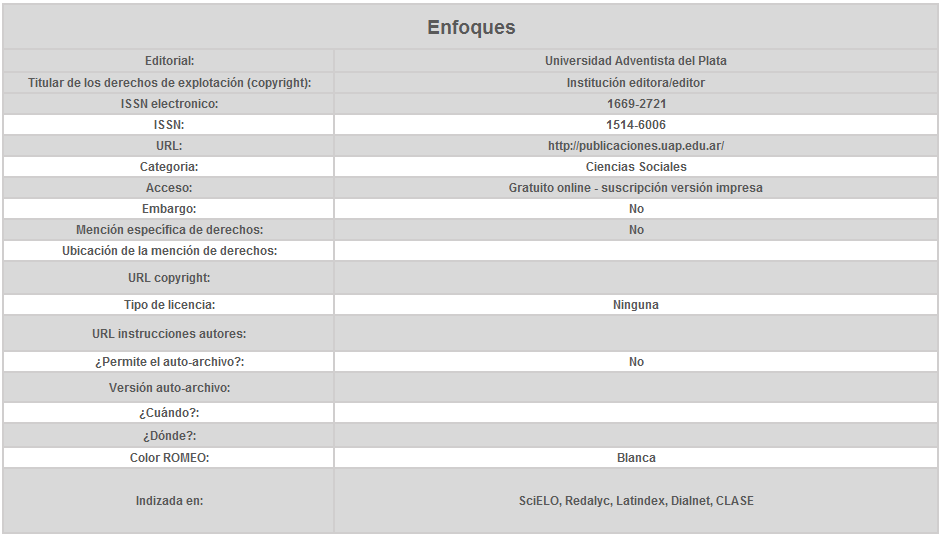 Enfoques
Editorial: Universidad Adventista del Plata
Titular de los derechos de explotación (copyright): Institución editora/editor
ISSN electronico: 1669-2721
ISSN: 1514-6006
URL: http://publicaciones.uap.edu.ar/
Categoria: Ciencias Sociales
Acceso: Gratuito online - suscripción versión impresa
Embargo: No
Mención específica de derechos: No
Ubicación de la mención de derechos:
URL copyright:
Tipo de licencia: Ninguna
URL instrucciones autores:
¿Permite el auto-archivo?: No
Versión auto-archivo:
¿Cuándo?:
¿Dónde?:
Color ROMEO: Blanca
Indizada en: SciELO, Redalyc, Latindex, Dialnet, CLASE